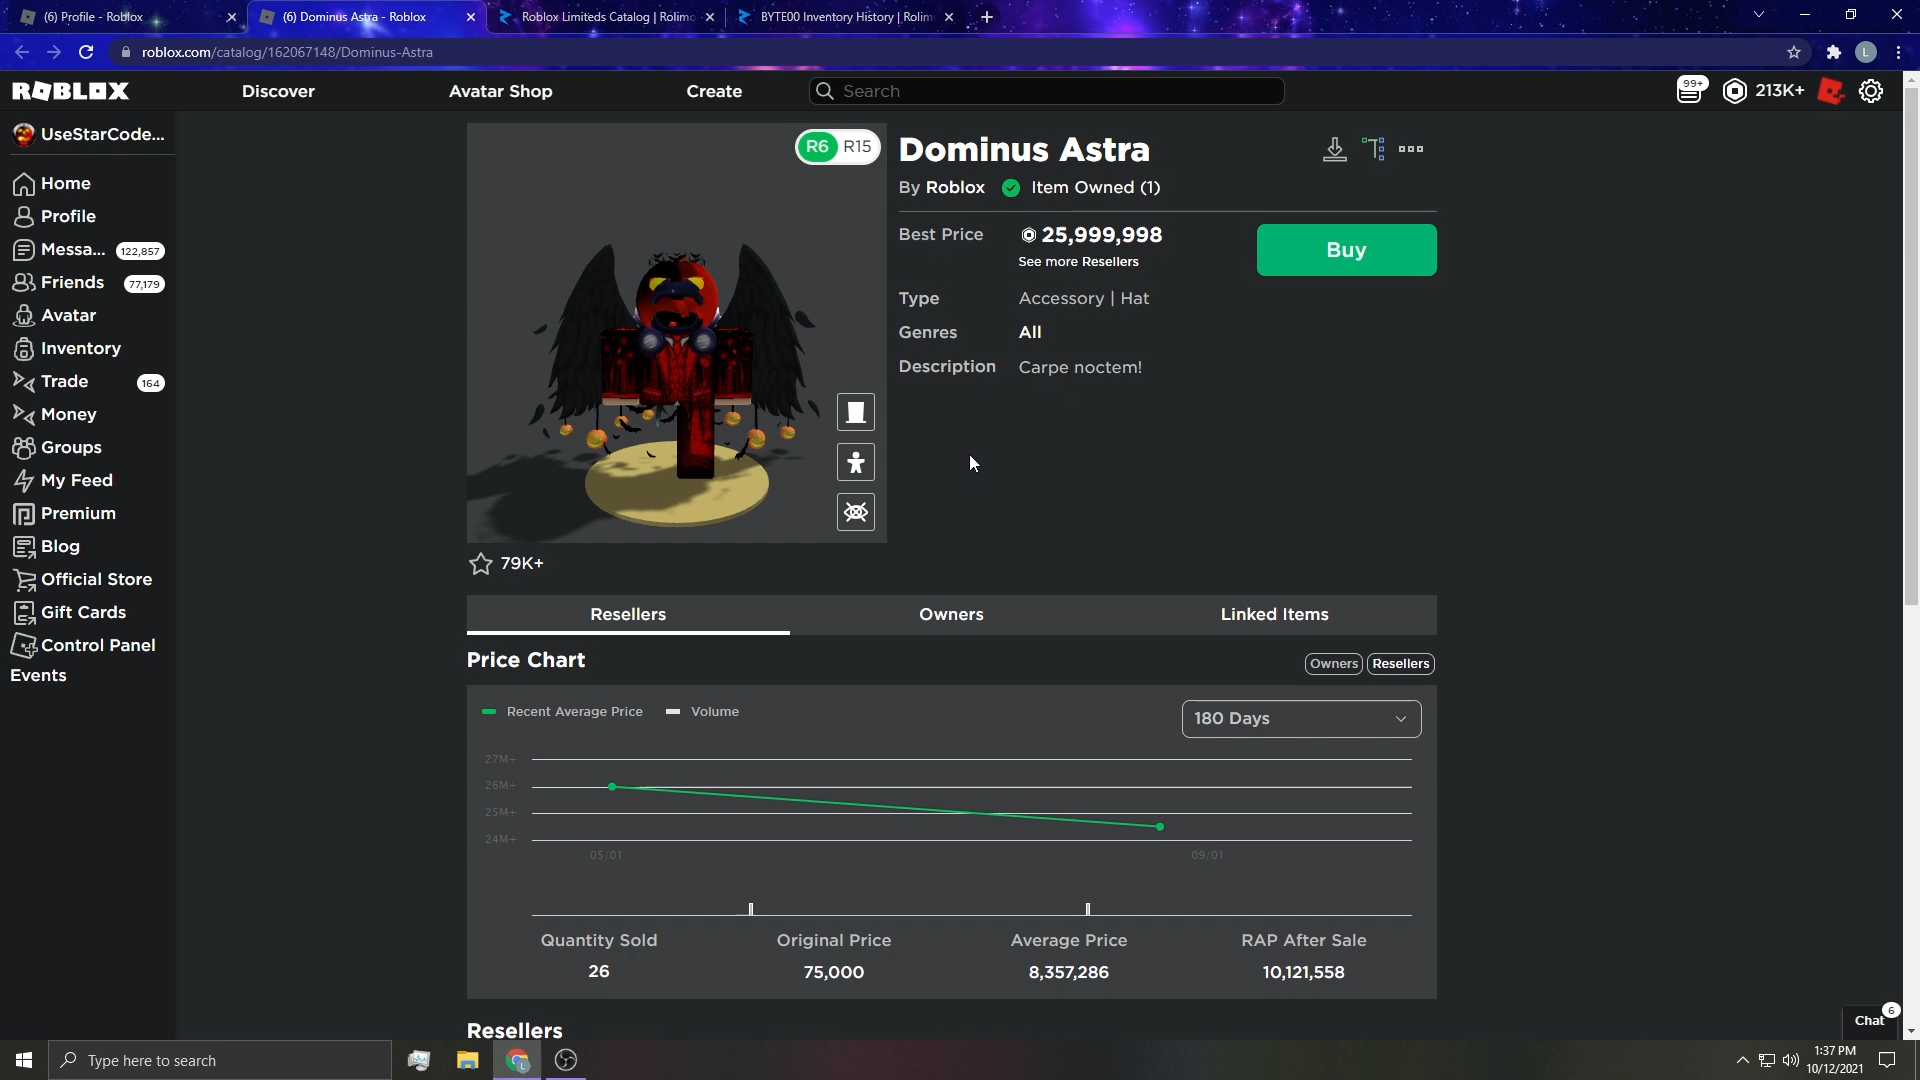 (6) Profile - Roblox
(6) Dominus Astra - Roblox
Roblox Limiteds Catalog | Rolimo
BYTE00 Inventory History | Rolim
roblox.com/catalog/162067148/Dominus-Astra
L
ROBLOX
Discover
Avatar Shop
Create
Search
99+
213K+
UseStarCode...
Home
Profile
Messa... 122,857
Friends 77,179
Avatar
Inventory
Trade 164
Money
Groups
My Feed
Premium
Blog
Official Store
Gift Cards
Control Panel
Events
R6 R15
Dominus Astra
By Roblox Item Owned (1)
Best Price 25,999,998
See more Resellers
Buy
Type Accessory | Hat
Genres All
Description Carpe noctem!
79K+
Resellers Owners Linked Items
Price Chart
Owners Resellers
Recent Average Price Volume
180 Days
27M+
26M+
25M+
24M+
05/01 09/01
Quantity Sold Original Price Average Price RAP After Sale
26 75,000 8,357,286 10,121,558
Resellers
Chat 6
Type here to search
L
1:37 PM
10/12/2021